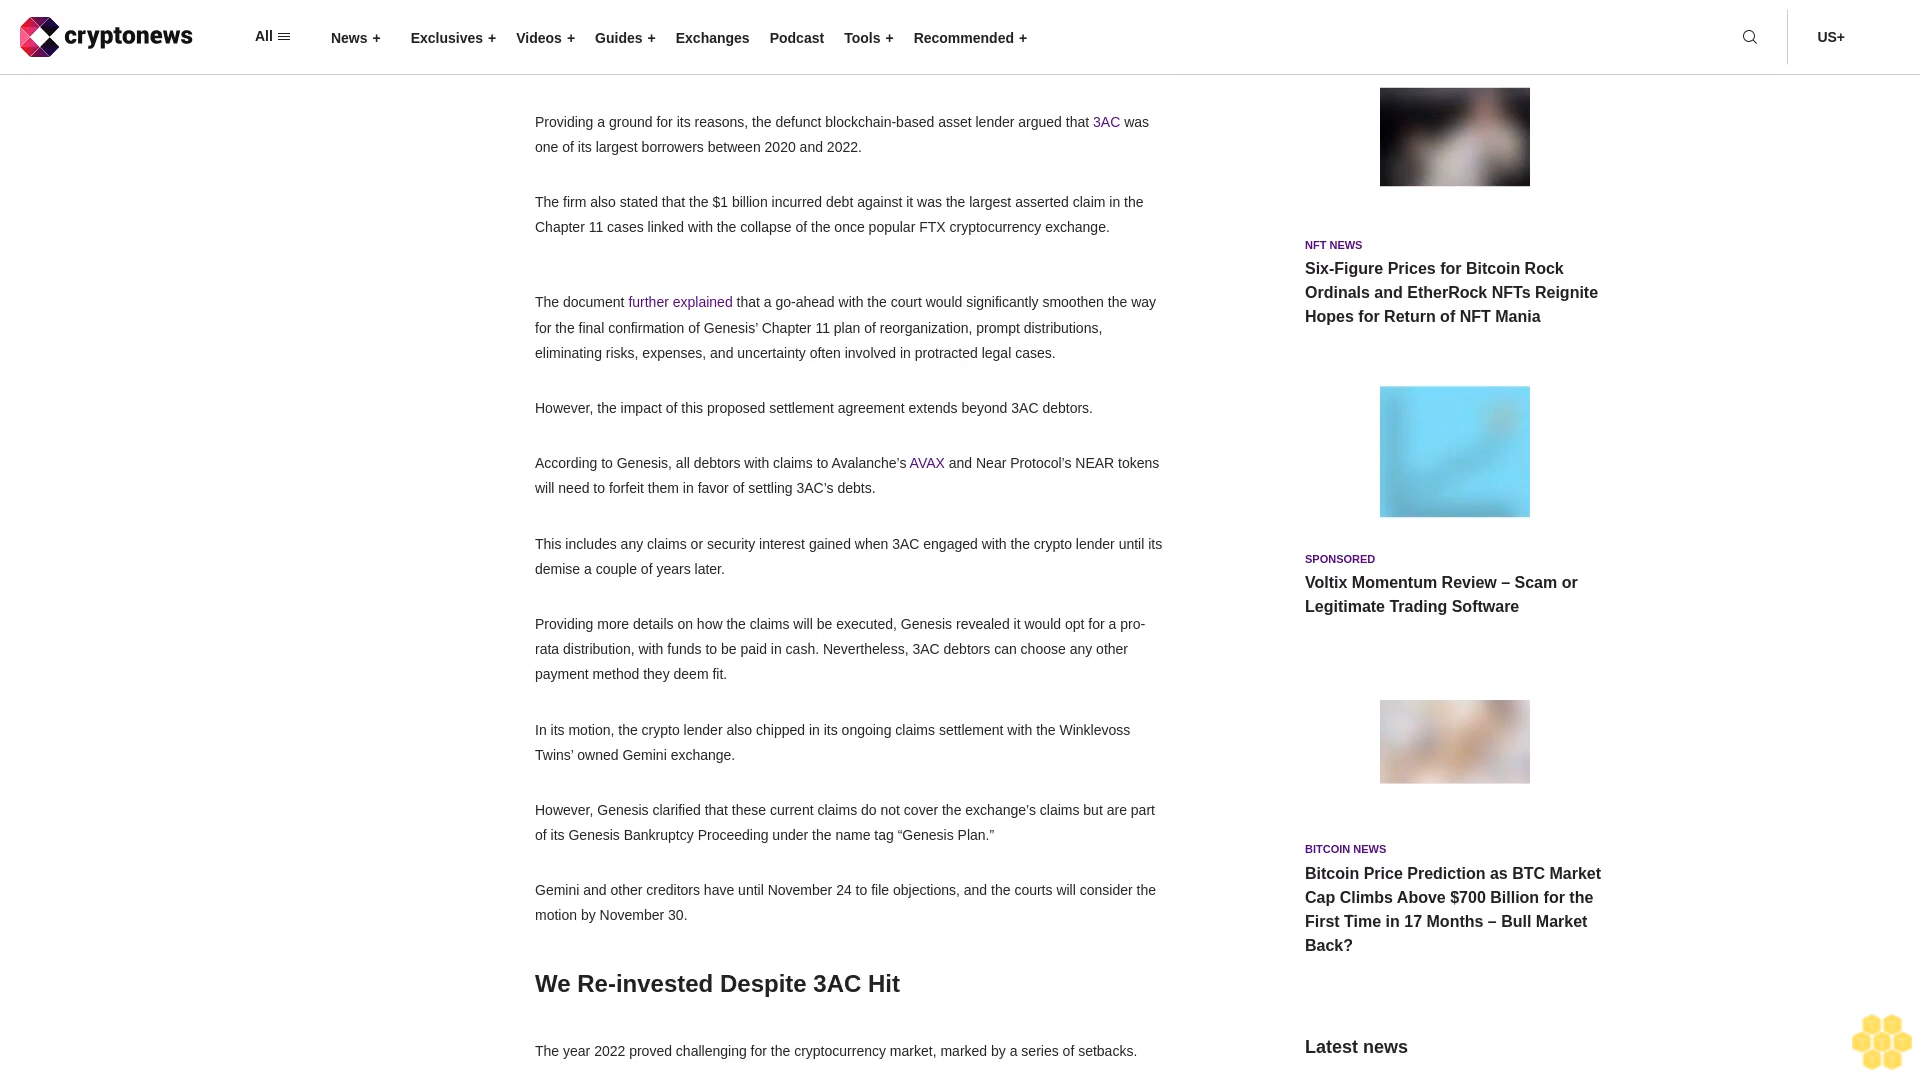 cryptonews
All
News +
Exclusives +
Videos +
Guides +
Exchanges
Podcast
Tools +
Recommended +
US+
Providing a ground for its reasons, the defunct blockchain-based asset lender argued that 3AC was
one of its largest borrowers between 2020 and 2022.
The firm also stated that the $1 billion incurred debt against it was the largest asserted claim in the
Chapter 11 cases linked with the collapse of the once popular FTX cryptocurrency exchange.
The document further explained that a go-ahead with the court would significantly smoothen the way
for the final confirmation of Genesis’ Chapter 11 plan of reorganization, prompt distributions,
eliminating risks, expenses, and uncertainty often involved in protracted legal cases.
However, the impact of this proposed settlement agreement extends beyond 3AC debtors.
According to Genesis, all debtors with claims to Avalanche’s AVAX and Near Protocol’s NEAR tokens
will need to forfeit them in favor of settling 3AC’s debts.
This includes any claims or security interest gained when 3AC engaged with the crypto lender until its
demise a couple of years later.
Providing more details on how the claims will be executed, Genesis revealed it would opt for a pro-
rata distribution, with funds to be paid in cash. Nevertheless, 3AC debtors can choose any other
payment method they deem fit.
In its motion, the crypto lender also chipped in its ongoing claims settlement with the Winklevoss
Twins’ owned Gemini exchange.
However, Genesis clarified that these current claims do not cover the exchange’s claims but are part
of its Genesis Bankruptcy Proceeding under the name tag “Genesis Plan.”
Gemini and other creditors have until November 24 to file objections, and the courts will consider the
motion by November 30.
We Re-invested Despite 3AC Hit
The year 2022 proved challenging for the cryptocurrency market, marked by a series of setbacks.
NFT NEWS
Six-Figure Prices for Bitcoin Rock
Ordinals and EtherRock NFTs Reignite
Hopes for Return of NFT Mania
SPONSORED
Voltix Momentum Review – Scam or
Legitimate Trading Software
BITCOIN NEWS
Bitcoin Price Prediction as BTC Market
Cap Climbs Above $700 Billion for the
First Time in 17 Months – Bull Market
Back?
Latest news